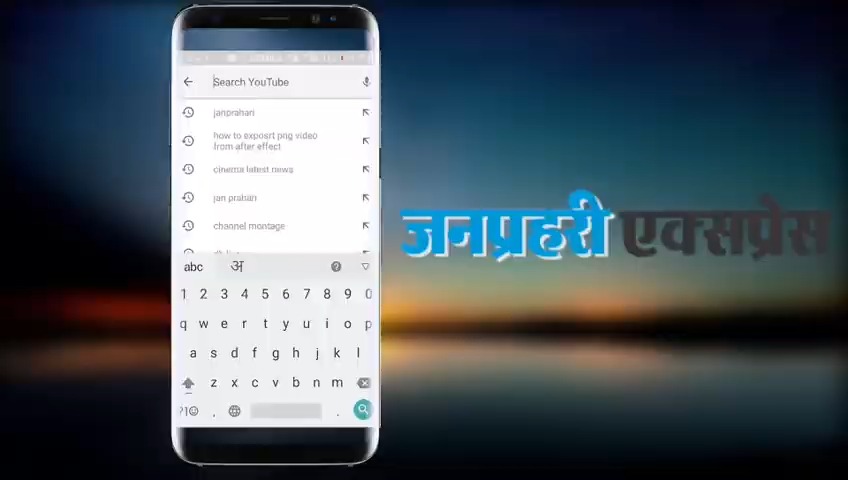 Search YouTube
janprahari
how to exposrt png video
from after effect
cinema latest news
jan prahari
channel montage
abc अ
1 2 3 4 5 6 7 8 9 0
q w e r t y u i o p
a s d f g h j k l
z x c v b n m
?1☺ , .
जनप्रहरी एक्सप्रेस